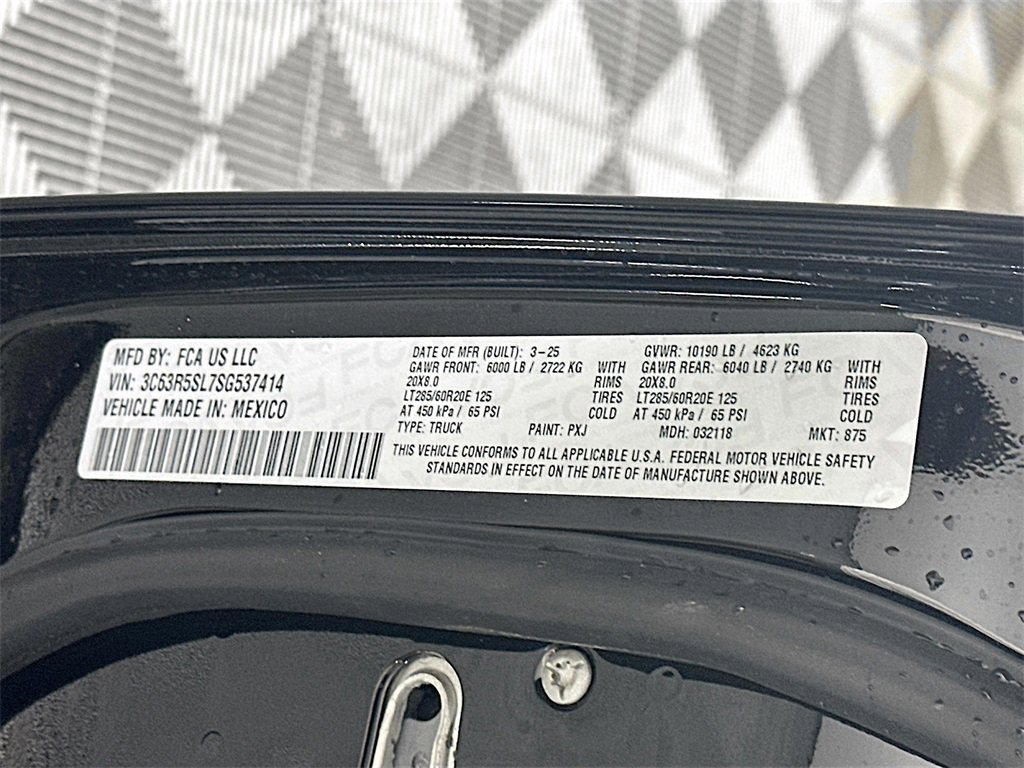 MFD BY: FCA US LLC
VIN: 3C63R5SL7SG537414
VEHICLE MADE IN: MEXICO
DATE OF MFR (BUILT): 3-25 GVWR: 10190 LB / 4623 KG
GAWR FRONT: 6000 LB / 2722 KG WITH GAWR REAR: 6040 LB / 2740 KG WITH
20X8.0 RIMS 20X8.0 RIMS
LT285/60R20E 125 TIRES LT285/60R20E 125 TIRES
AT 450 kPa / 65 PSI COLD AT 450 kPa / 65 PSI COLD
TYPE: TRUCK PAINT: PXJ MDH: 032118 MKT: 875
THIS VEHICLE CONFORMS TO ALL APPLICABLE U.S.A. FEDERAL MOTOR VEHICLE SAFETY
STANDARDS IN EFFECT ON THE DATE OF MANUFACTURE SHOWN ABOVE.